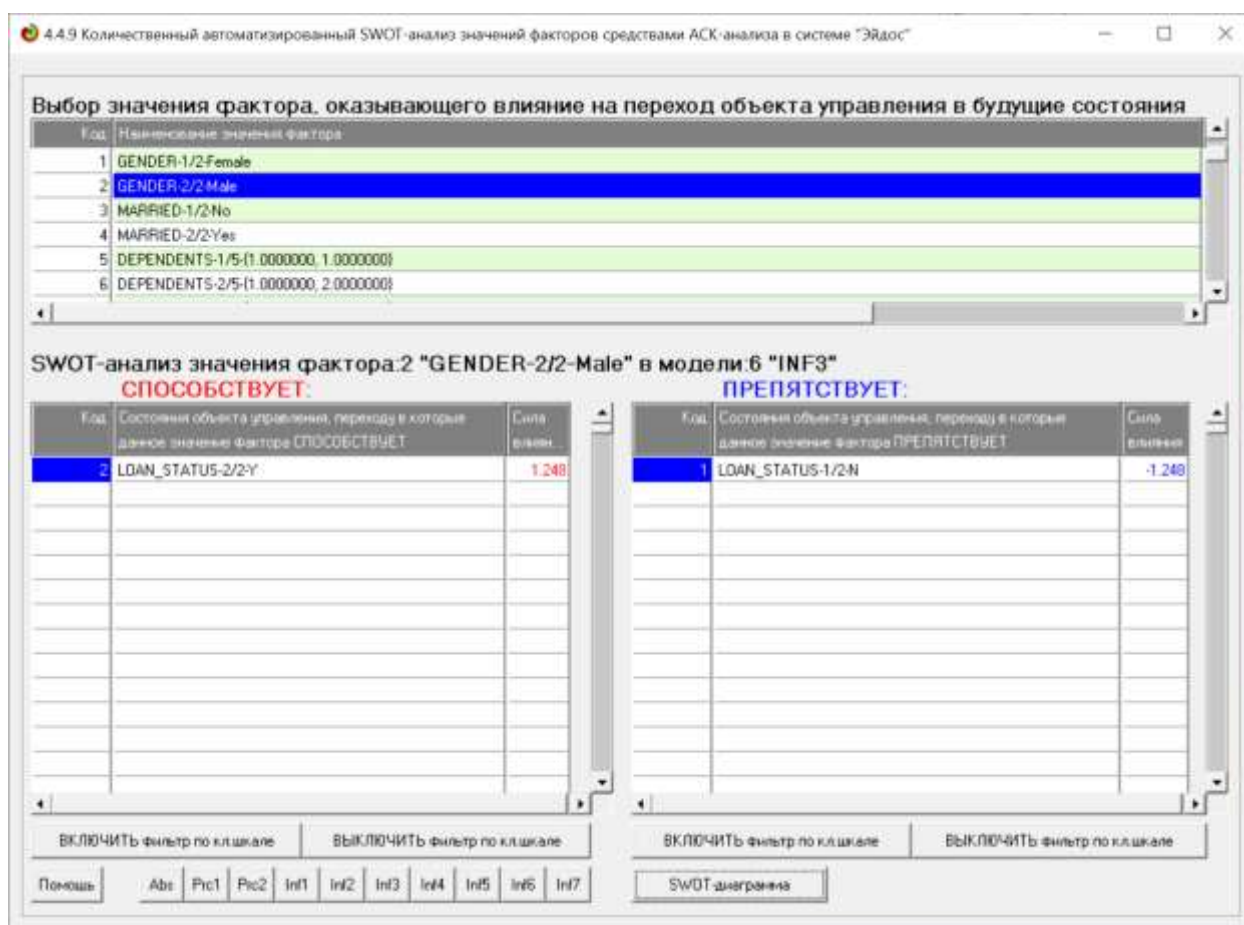 4.4.9 Количественный автоматизированный SWOT-анализ значений факторов средствами АСК-анализа в системе "Эйдос"
Выбор значения фактора, оказывающего влияние на переход объекта управления в будущие состояния
Код Наименование значения фактора
1 GENDER-1/2-Female
2 GENDER-2/2-Male
3 MARRIED-1/2-No
4 MARRIED-2/2-Yes
5 DEPENDENTS-1/5-{1.0000000, 1.0000000}
6 DEPENDENTS-2/5-{1.0000000, 2.0000000}
SWOT-анализ значения фактора:2 "GENDER-2/2-Male" в модели:6 "INF3"
СПОСОБСТВУЕТ: ПРЕПЯТСТВУЕТ:
Код Состояния объекта управления, переходу в которые Сила Код Состояния объекта управления, переходу в которые Сила
данное значение фактора СПОСОБСТВУЕТ влиян... данное значение фактора ПРЕПЯТСТВУЕТ влияния
2 LOAN_STATUS-2/2-Y 1.248 1 LOAN_STATUS-1/2-N -1.248
ВКЛЮЧИТЬ фильтр по кл.шкале ВЫКЛЮЧИТЬ фильтр по кл.шкале ВКЛЮЧИТЬ фильтр по кл.шкале ВЫКЛЮЧИТЬ фильтр по кл.шкале
Помощь Abs Prc1 Prc2 Inf1 Inf2 Inf3 Inf4 Inf5 Inf6 Inf7 SWOT-диаграмма